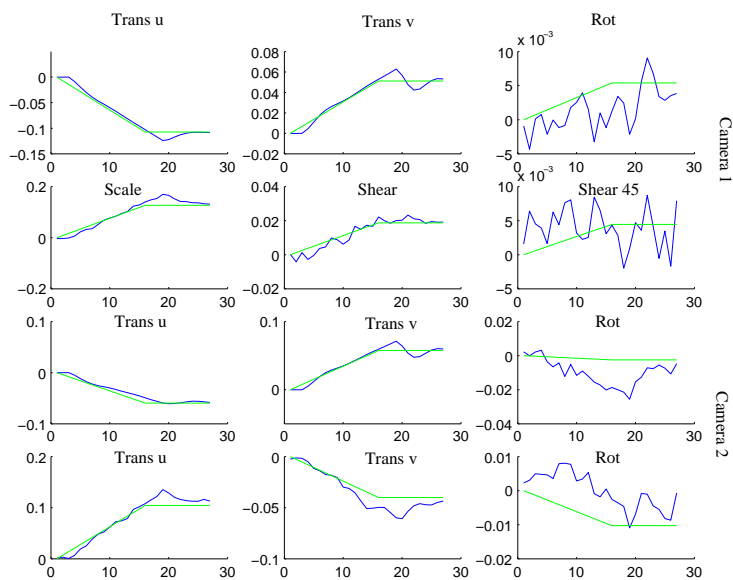 Trans u
Trans v
Rot
x 10⁻³
0
−0.05
−0.1
−0.15
0 10 20 30
0.08
0.06
0.04
0.02
0
−0.02
0 10 20 30
10
5
0
−5
0 10 20 30
Camera 1
Scale
Shear
Shear 45
x 10⁻³
0.2
0
−0.2
0 10 20 30
0.04
0.02
0
−0.02
0 10 20 30
10
5
0
−5
0 10 20 30
Trans u
Trans v
Rot
0.1
0
−0.1
0 10 20 30
0.1
0
0 10 20 30
0.02
0
−0.02
−0.04
0 10 20 30
Camera 2
Trans u
Trans v
Rot
0.2
0.1
0
0 10 20 30
0
−0.05
−0.1
0 10 20 30
0.01
0
−0.01
−0.02
0 10 20 30